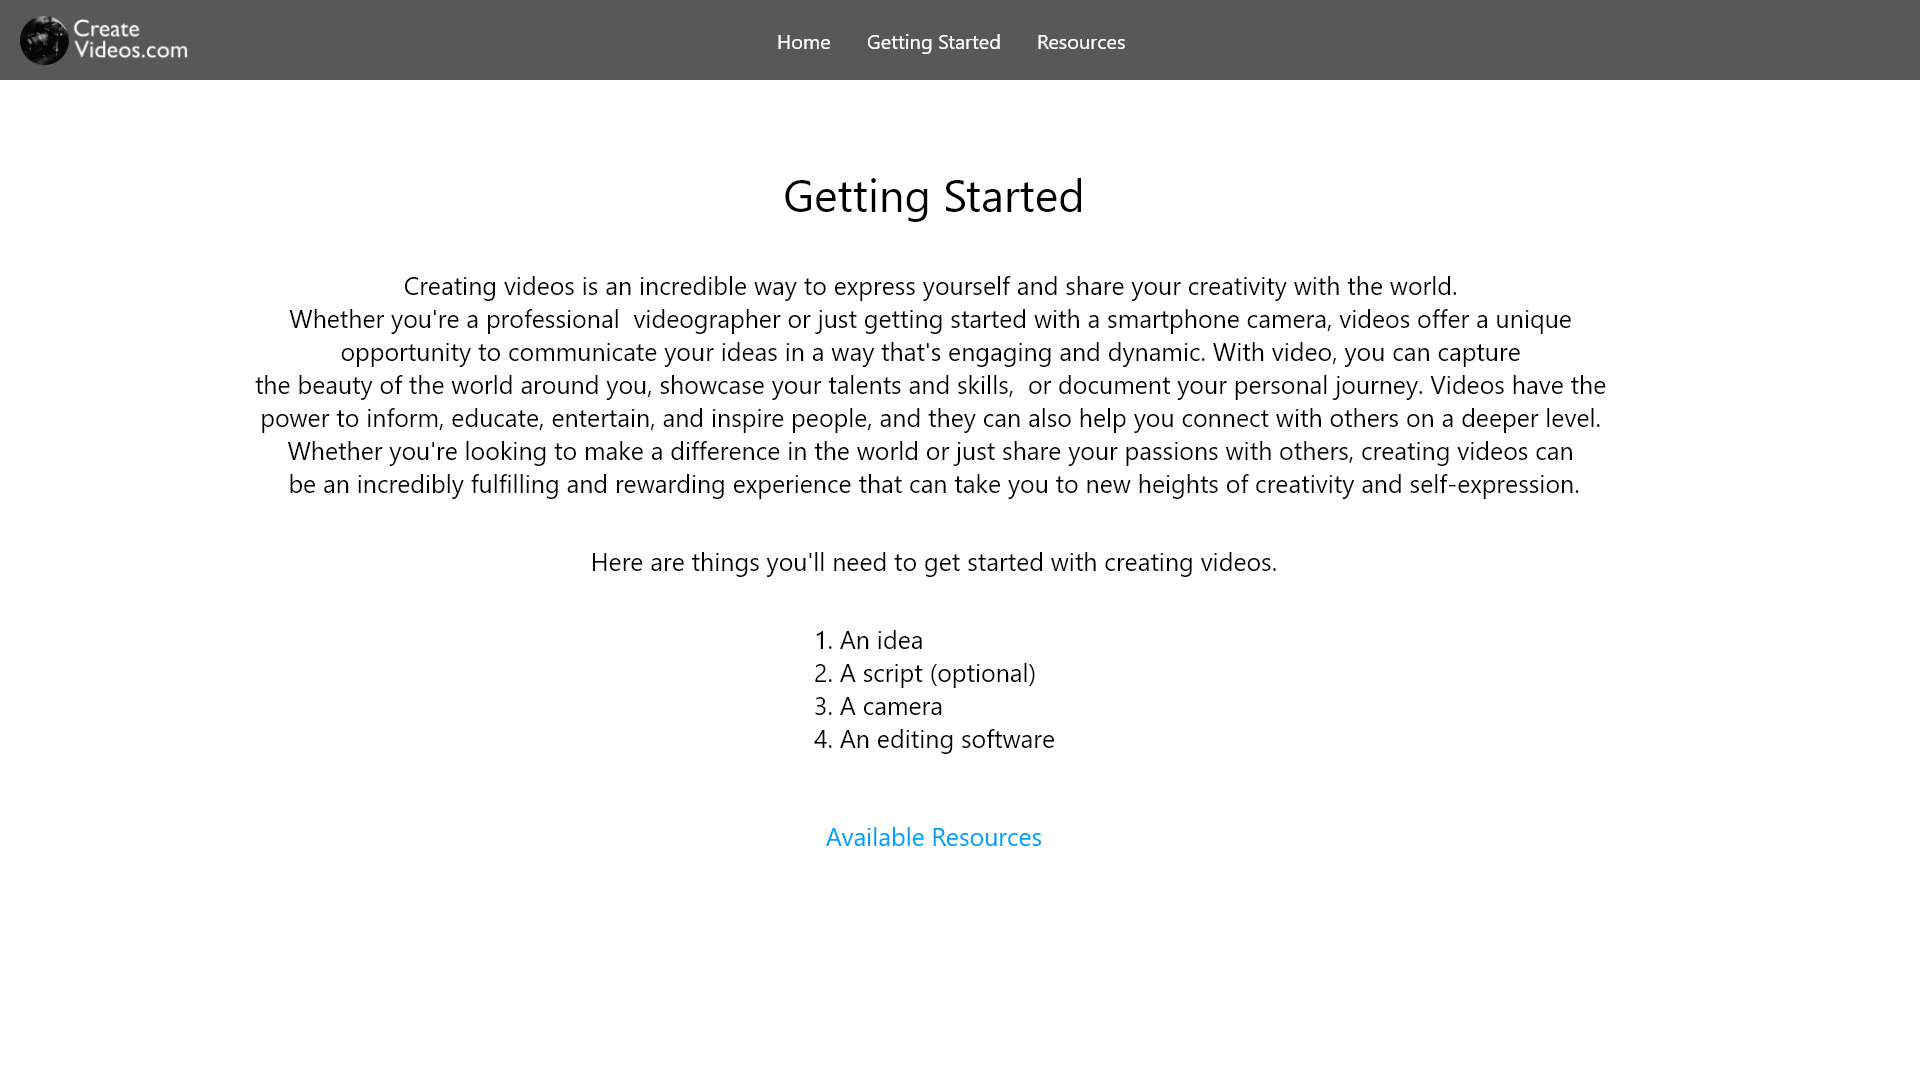 Create
Videos.com
Home
Getting Started
Resources
Getting Started
Creating videos is an incredible way to express yourself and share your creativity with the world.
Whether you're a professional  videographer or just getting started with a smartphone camera, videos offer a unique
opportunity to communicate your ideas in a way that's engaging and dynamic. With video, you can capture
the beauty of the world around you, showcase your talents and skills,  or document your personal journey. Videos have the
power to inform, educate, entertain, and inspire people, and they can also help you connect with others on a deeper level.
Whether you're looking to make a difference in the world or just share your passions with others, creating videos can
be an incredibly fulfilling and rewarding experience that can take you to new heights of creativity and self-expression.
Here are things you'll need to get started with creating videos.
1. An idea
2. A script (optional)
3. A camera
4. An editing software
Available Resources